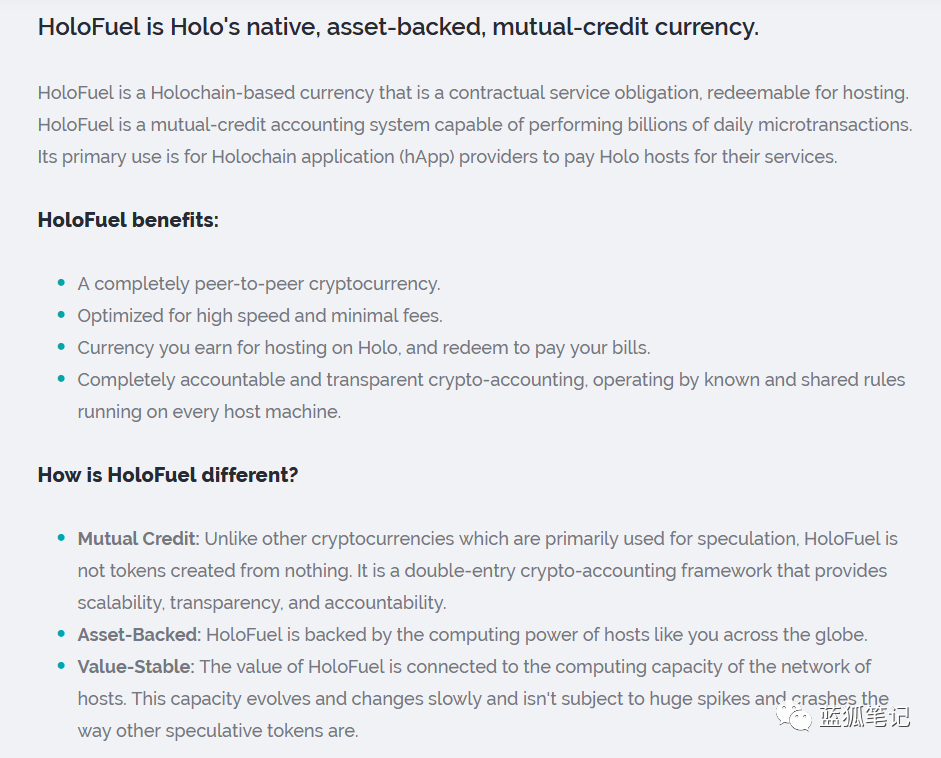 HoloFuel is Holo's native, asset-backed, mutual-credit currency.
HoloFuel is a Holochain-based currency that is a contractual service obligation, redeemable for hosting.
HoloFuel is a mutual-credit accounting system capable of performing billions of daily microtransactions.
Its primary use is for Holochain application (hApp) providers to pay Holo hosts for their services.
HoloFuel benefits:
• A completely peer-to-peer cryptocurrency.
• Optimized for high speed and minimal fees.
• Currency you earn for hosting on Holo, and redeem to pay your bills.
• Completely accountable and transparent crypto-accounting, operating by known and shared rules
running on every host machine.
How is HoloFuel different?
• Mutual Credit: Unlike other cryptocurrencies which are primarily used for speculation, HoloFuel is
not tokens created from nothing. It is a double-entry crypto-accounting framework that provides
scalability, transparency, and accountability.
• Asset-Backed: HoloFuel is backed by the computing power of hosts like you across the globe.
• Value-Stable: The value of HoloFuel is connected to the computing capacity of the network of
hosts. This capacity evolves and changes slowly and isn't subject to huge spikes and crashes the
way other speculative tokens are.
蓝狐笔记